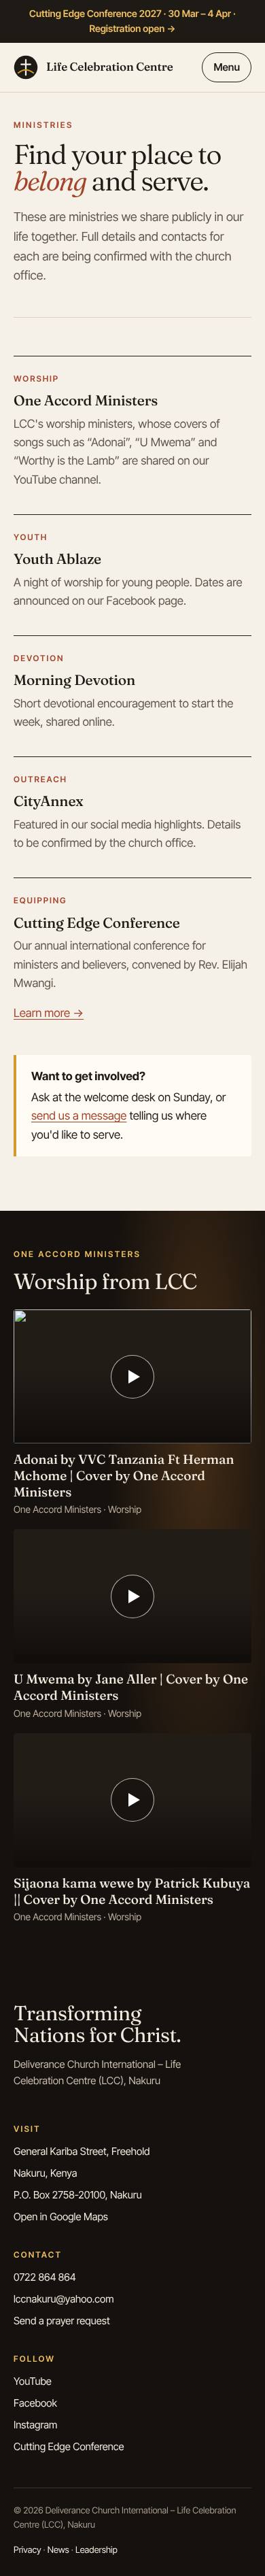 Cutting Edge Conference 2027 · 30 Mar – 4 Apr ·
Registration open →
Life Celebration Centre
Menu
MINISTRIES
Find your place to
belong and serve.
These are ministries we share publicly in our
life together. Full details and contacts for
each are being confirmed with the church
office.
WORSHIP
One Accord Ministers
LCC's worship ministers, whose covers of
songs such as “Adonai”, “U Mwema” and
“Worthy is the Lamb” are shared on our
YouTube channel.
YOUTH
Youth Ablaze
A night of worship for young people. Dates are
announced on our Facebook page.
DEVOTION
Morning Devotion
Short devotional encouragement to start the
week, shared online.
OUTREACH
CityAnnex
Featured in our social media highlights. Details
to be confirmed by the church office.
EQUIPPING
Cutting Edge Conference
Our annual international conference for
ministers and believers, convened by Rev. Elijah
Mwangi.
Learn more →
Want to get involved?
Ask at the welcome desk on Sunday, or
send us a message telling us where
you'd like to serve.
ONE ACCORD MINISTERS
Worship from LCC
Adonai by VVC Tanzania Ft Herman
Mchome | Cover by One Accord
Ministers
One Accord Ministers · Worship
U Mwema by Jane Aller | Cover by One
Accord Ministers
One Accord Ministers · Worship
Sijaona kama wewe by Patrick Kubuya
|| Cover by One Accord Ministers
One Accord Ministers · Worship
Transforming
Nations for Christ.
Deliverance Church International – Life
Celebration Centre (LCC), Nakuru
VISIT
General Kariba Street, Freehold
Nakuru, Kenya
P.O. Box 2758-20100, Nakuru
Open in Google Maps
CONTACT
0722 864 864
lccnakuru@yahoo.com
Send a prayer request
FOLLOW
YouTube
Facebook
Instagram
Cutting Edge Conference
© 2026 Deliverance Church International – Life Celebration
Centre (LCC), Nakuru
Privacy · News · Leadership